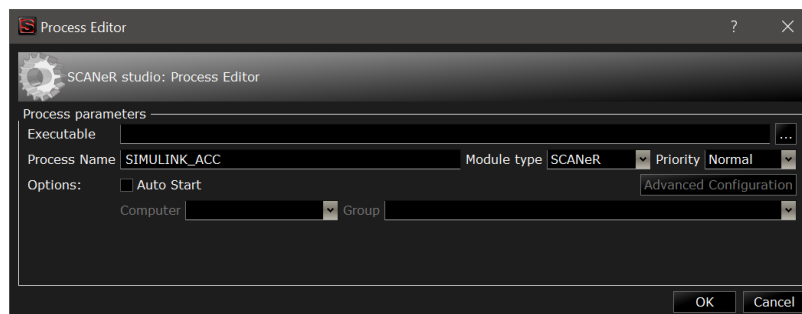 Process Editor ? ×
SCANeR studio: Process Editor
Process parameters
Executable ...
Process Name SIMULINK_ACC Module type SCANeR Priority Normal
Options: Auto Start Advanced Configuration
Computer Group
OK Cancel